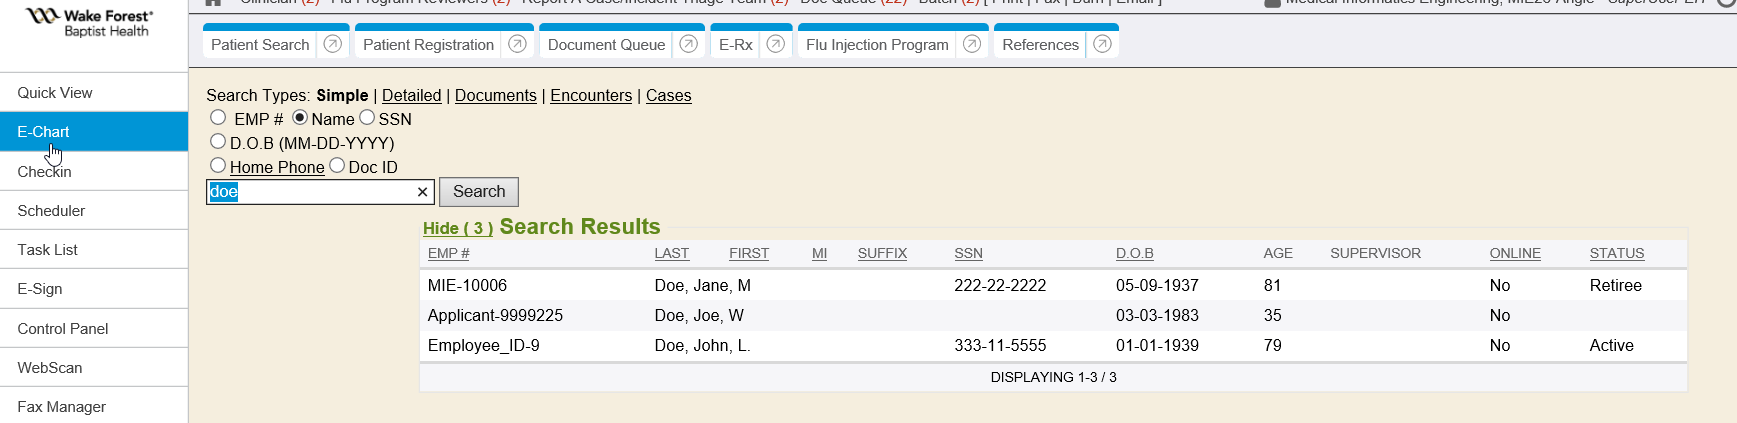 Wake Forest®
Baptist Health
Clinician (2) Flu Program Reviewers (2) Report A Case/Incident Triage Team (2) Doc Queue (22) Batch (2) [ Print | Fax | Burn | Email ]
Medical Informatics Engineering, MIE20-Angie
Patient Search
Patient Registration
Document Queue
E-Rx
Flu Injection Program
References
Quick View
E-Chart
Checkin
Scheduler
Task List
E-Sign
Control Panel
WebScan
Fax Manager
Search Types: Simple | Detailed | Documents | Encounters | Cases
EMP # Name SSN
D.O.B (MM-DD-YYYY)
Home Phone Doc ID
doe × Search
Hide ( 3 ) Search Results
EMP # LAST FIRST MI SUFFIX SSN D.O.B AGE SUPERVISOR ONLINE STATUS
MIE-10006 Doe, Jane, M 222-22-2222 05-09-1937 81 No Retiree
Applicant-9999225 Doe, Joe, W 03-03-1983 35 No
Employee_ID-9 Doe, John, L. 333-11-5555 01-01-1939 79 No Active
DISPLAYING 1-3 / 3